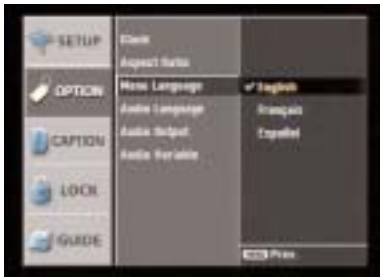 SETUP
OPTION
CAPTION
LOCK
GUIDE
Clock
Aspect Ratio
Menu Language
Audio Language
Audio Output
Audio Variable
✔ English
Français
Español
Prev.